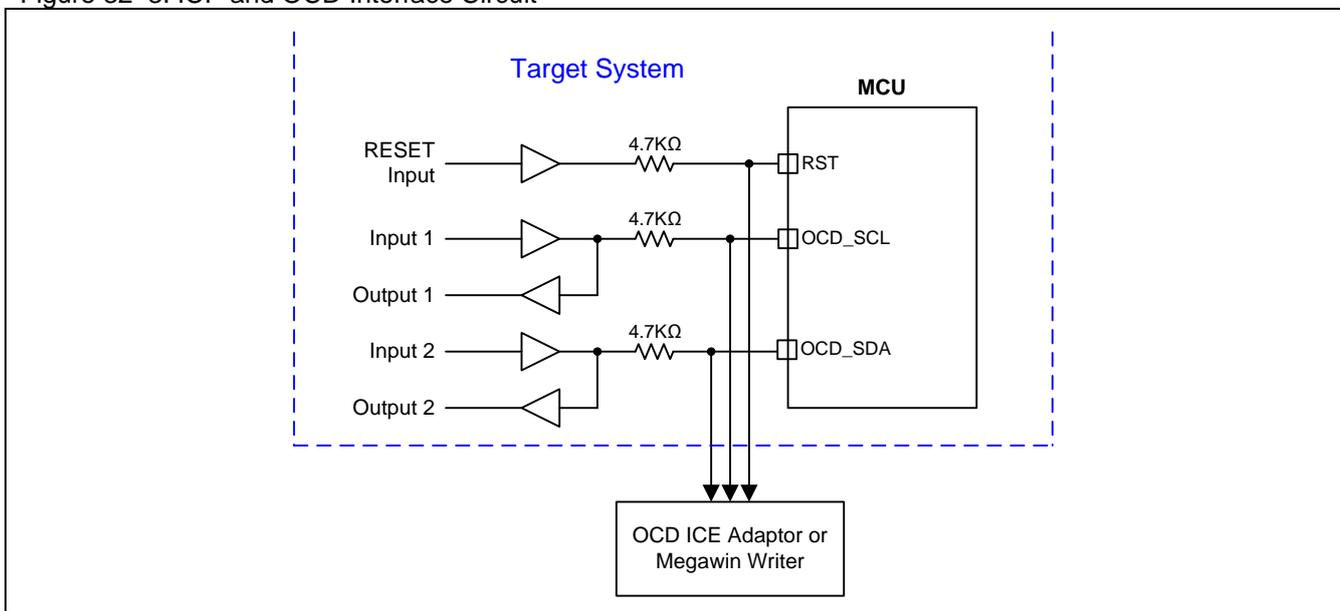 Figure 32–3. ICP and OCD Interface Circuit
Target System
MCU
RESET
Input
4.7KΩ
RST
Input 1
4.7KΩ
OCD_SCL
Output 1
Input 2
4.7KΩ
OCD_SDA
Output 2
OCD ICE Adaptor or
Megawin Writer